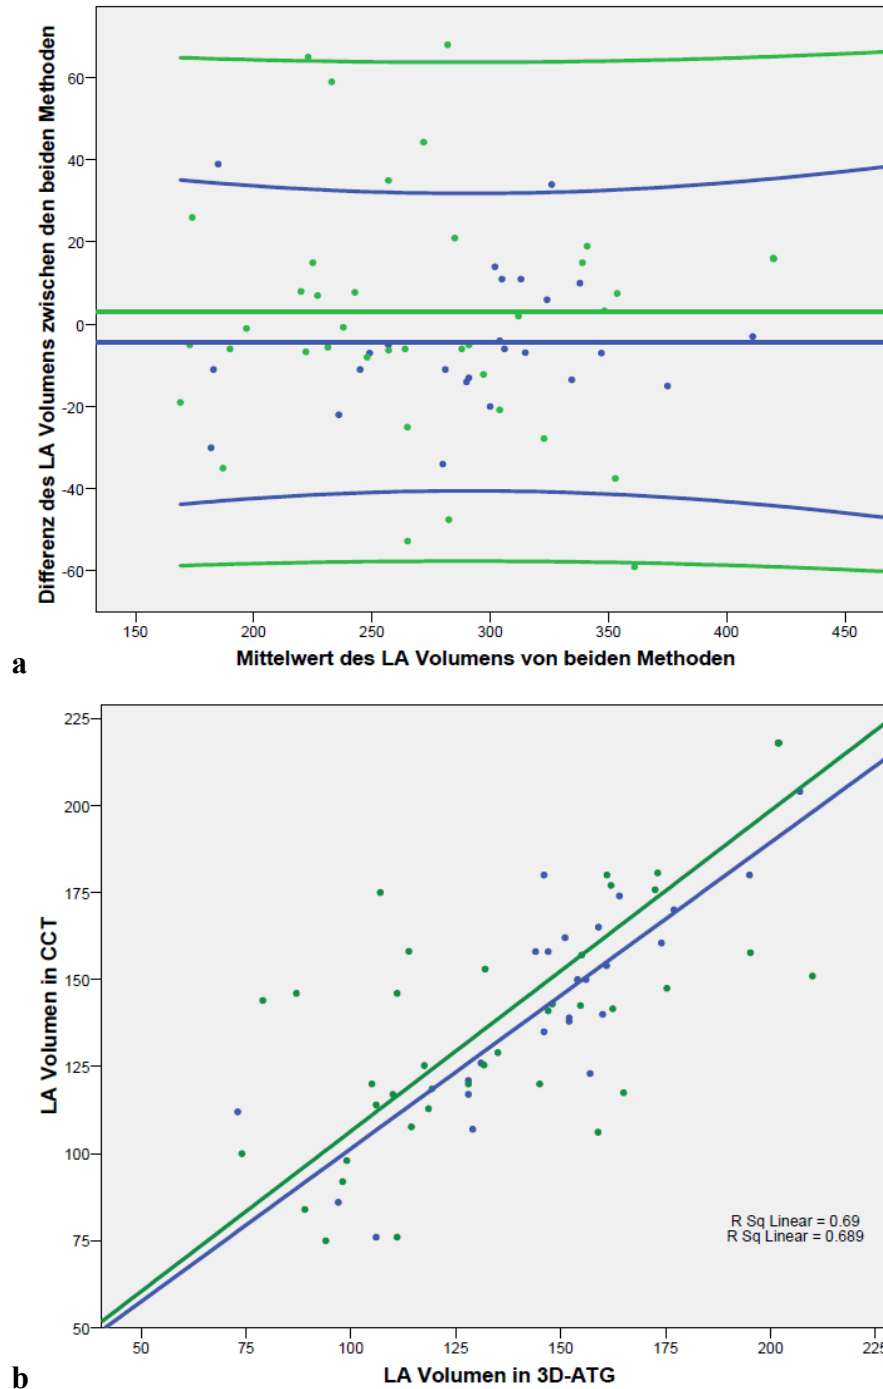 Differenz des LA Volumens zwischen den beiden Methoden
60
40
20
0
-20
-40
-60
150 200 250 300 350 400 450
Mittelwert des LA Volumens von beiden Methoden
a
LA Volumen in CCT
225
200
175
150
125
100
75
50
R Sq Linear = 0.69
R Sq Linear = 0.689
50 75 100 125 150 175 200 225
LA Volumen in 3D-ATG
b